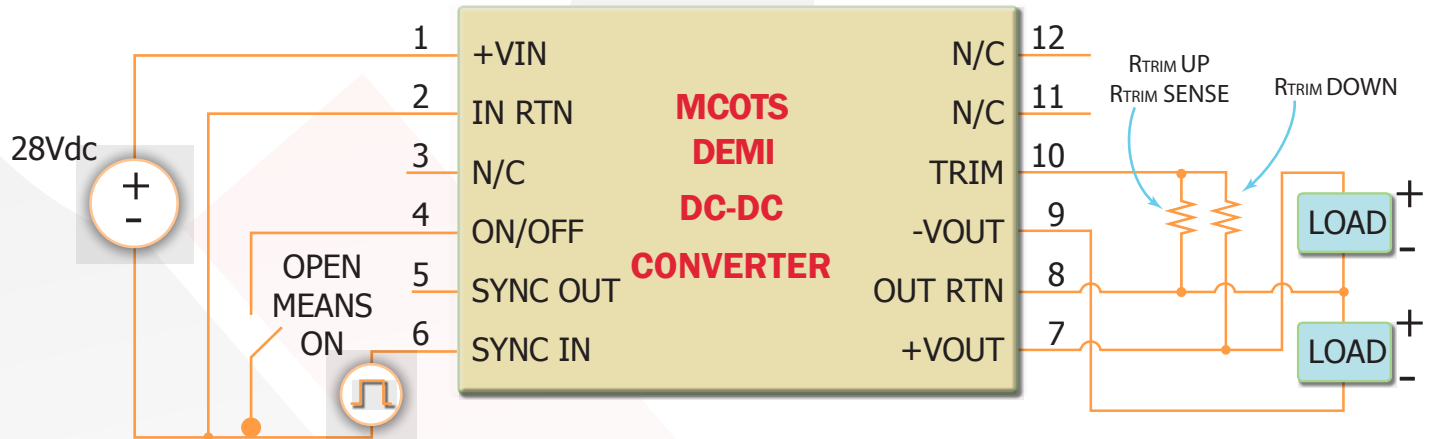 28Vdc
+
-
OPEN
MEANS
ON
1
2
3
4
5
6
+VIN
IN RTN
N/C
ON/OFF
SYNC OUT
SYNC IN
MCOTS
DEMI
DC-DC
CONVERTER
N/C
N/C
TRIM
-VOUT
OUT RTN
+VOUT
12
11
10
9
8
7
RTRIM UP
RTRIM SENSE
RTRIM DOWN
LOAD
+
-
LOAD
+
-